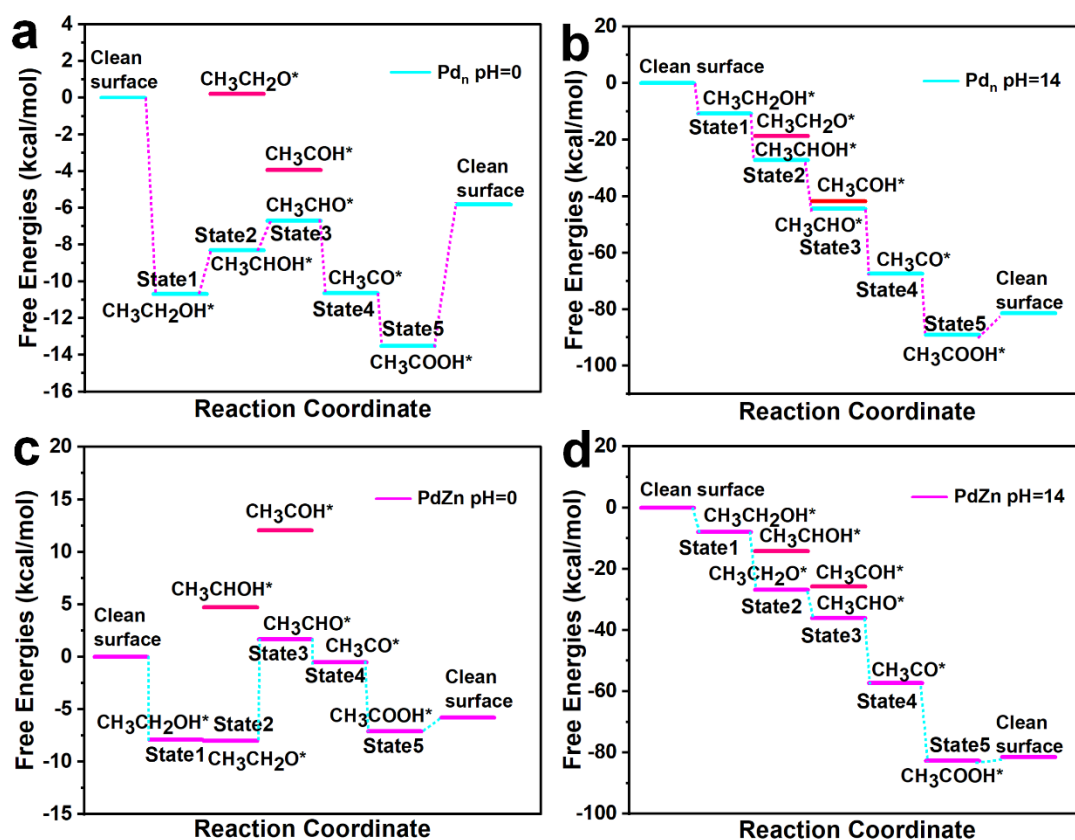 a
4
2
0
-2
-4
-6
-8
-10
-12
-14
-16
Free Energies (kcal/mol)
Clean
surface
CH3CH2O*
Pdn pH=0
CH3COH*
Clean
surface
CH3CHO*
State2
State3
State1
CH3CHOH*
CH3CH2OH*
CH3CO*
State4
State5
CH3COOH*
Reaction Coordinate
b
20
0
-20
-40
-60
-80
-100
Free Energies (kcal/mol)
Clean surface
Pdn pH=14
CH3CH2OH*
State1
CH3CH2O*
CH3CHOH*
State2
CH3COH*
CH3CHO*
State3
CH3CO*
State4
Clean
surface
State5
CH3COOH*
Reaction Coordinate
c
20
15
10
5
0
-5
-10
-15
Free Energies (kcal/mol)
PdZn pH=0
CH3COH*
CH3CHOH*
Clean
surface
CH3CHO*
State3
CH3CO*
State4
Clean
surface
CH3CH2OH*
State2
State1
CH3CH2O*
CH3COOH*
State5
Reaction Coordinate
d
20
0
-20
-40
-60
-80
-100
Free Energies (kcal/mol)
Clean surface
PdZn pH=14
CH3CH2OH*
State1
CH3CHOH*
CH3CH2O*
State2
CH3COH*
CH3CHO*
State3
CH3CO*
State4
State5
Clean
surface
CH3COOH*
Reaction Coordinate